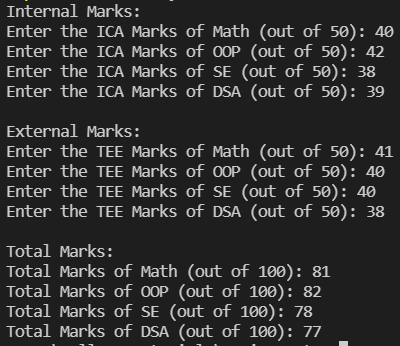 Internal Marks:
Enter the ICA Marks of Math (out of 50): 40
Enter the ICA Marks of OOP (out of 50): 42
Enter the ICA Marks of SE (out of 50): 38
Enter the ICA Marks of DSA (out of 50): 39
External Marks:
Enter the TEE Marks of Math (out of 50): 41
Enter the TEE Marks of OOP (out of 50): 40
Enter the TEE Marks of SE (out of 50): 40
Enter the TEE Marks of DSA (out of 50): 38
Total Marks:
Total Marks of Math (out of 100): 81
Total Marks of OOP (out of 100): 82
Total Marks of SE (out of 100): 78
Total Marks of DSA (out of 100): 77